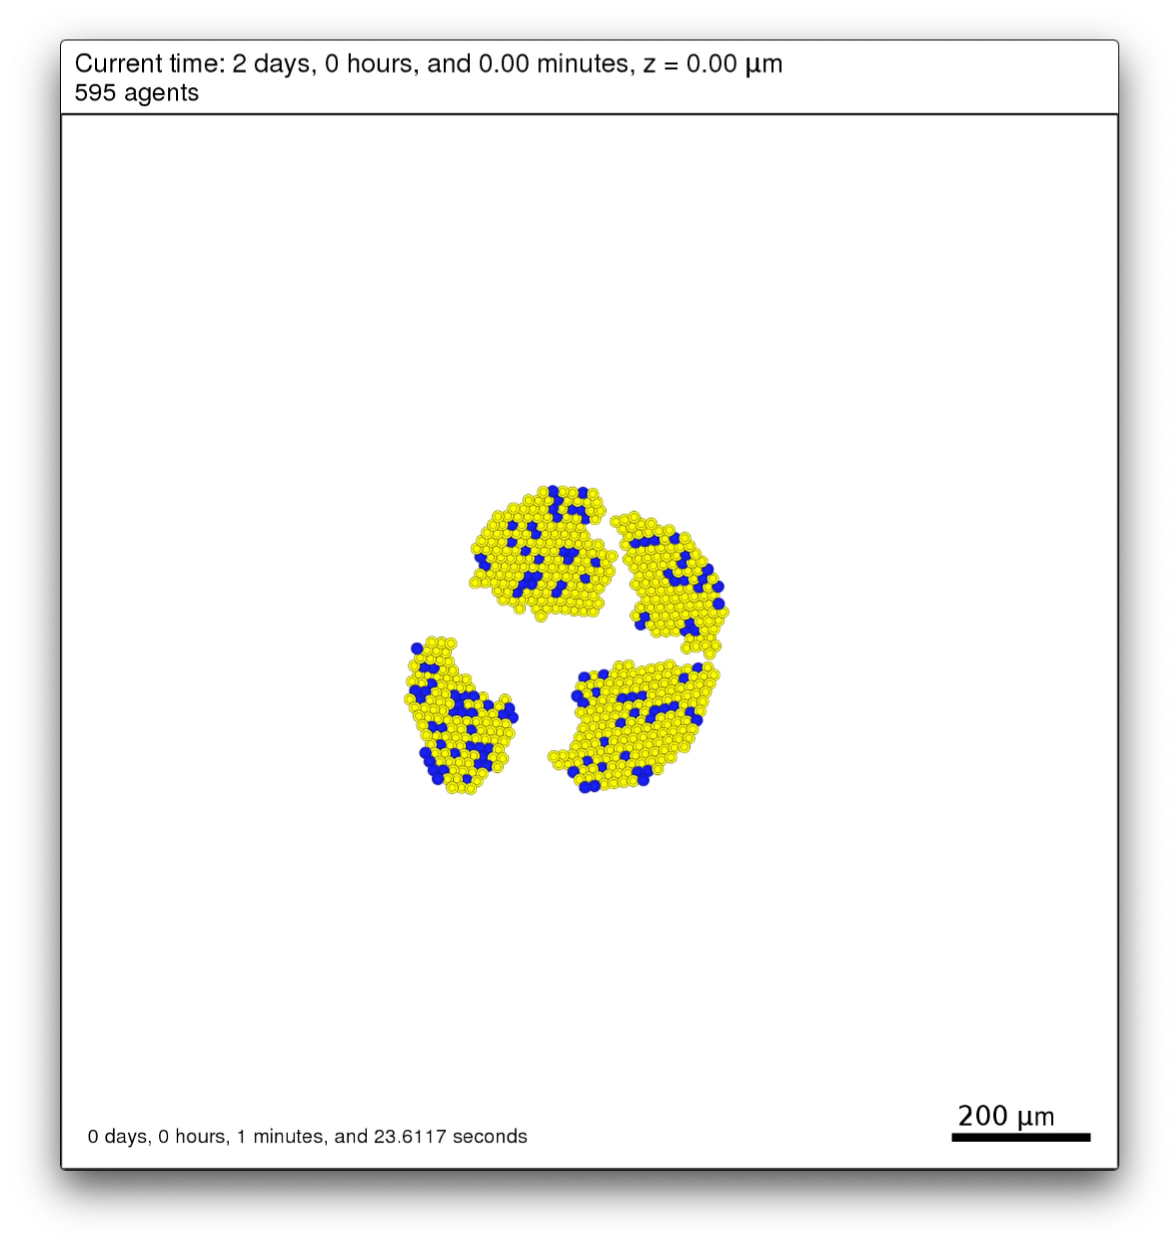 Current time: 2 days, 0 hours, and 0.00 minutes, z = 0.00 μm
595 agents
200 μm
0 days, 0 hours, 1 minutes, and 23.6117 seconds